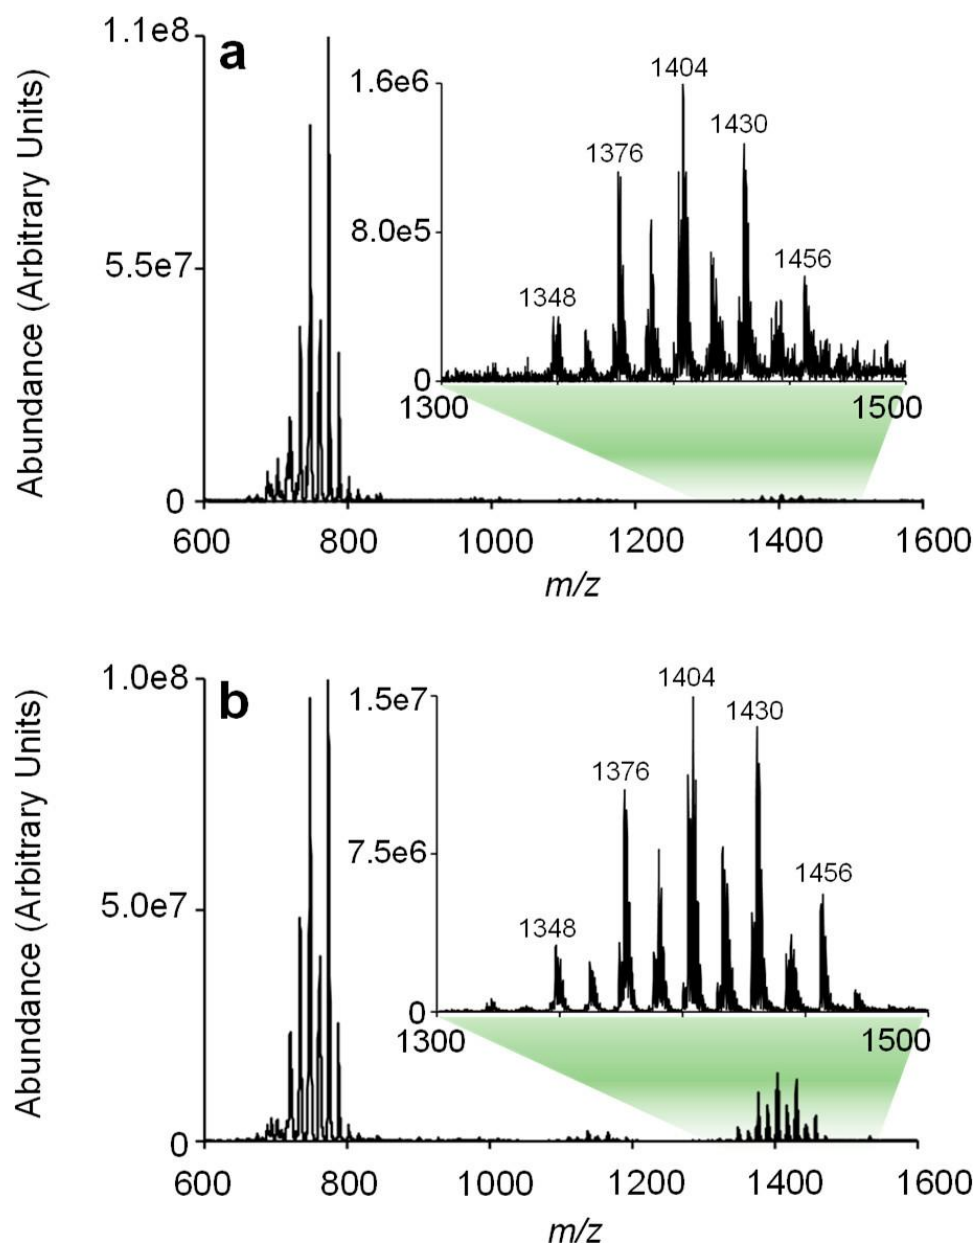 a
Abundance (Arbitrary Units)
1.1e8
5.5e7
0
1.6e6
8.0e5
0
1348
1376
1404
1430
1456
1300
1500
600
800
1000
1200
1400
1600
m/z
b
Abundance (Arbitrary Units)
1.0e8
5.0e7
0
1.5e7
7.5e6
0
1348
1376
1404
1430
1456
1300
1500
600
800
1000
1200
1400
1600
m/z